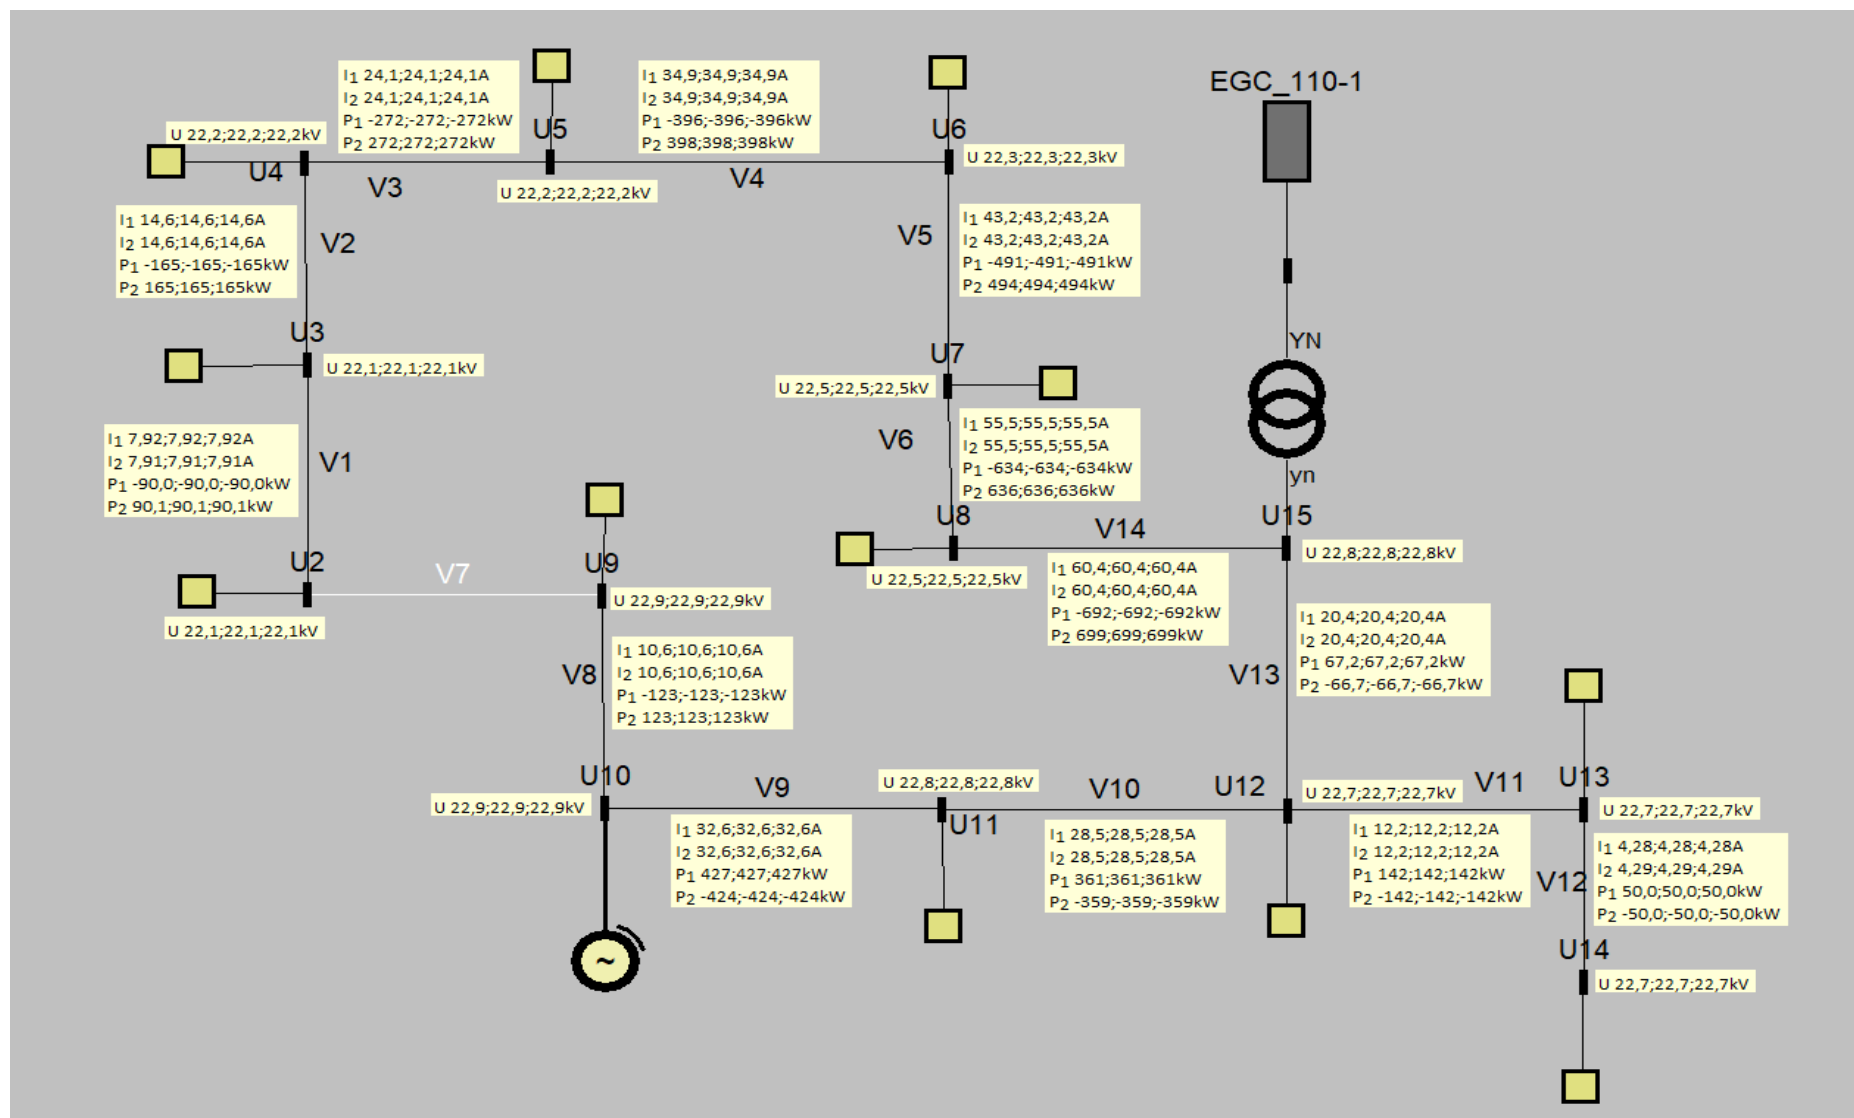 EGC_110-1
I1 24,1;24,1;24,1A
I2 24,1;24,1;24,1A
P1 -272;-272;-272kW
P2 272;272;272kW
I1 34,9;34,9;34,9A
I2 34,9;34,9;34,9A
P1 -396;-396;-396kW
P2 398;398;398kW
U 22,2;22,2;22,2kV
U5
U6
U4
V3
U 22,2;22,2;22,2kV
V4
U 22,3;22,3;22,3kV
I1 14,6;14,6;14,6A
I2 14,6;14,6;14,6A
P1 -165;-165;-165kW
P2 165;165;165kW
V2
V5
I1 43,2;43,2;43,2A
I2 43,2;43,2;43,2A
P1 -491;-491;-491kW
P2 494;494;494kW
U3
U 22,1;22,1;22,1kV
U7
U 22,5;22,5;22,5kV
YN
yn
I1 7,92;7,92;7,92A
I2 7,91;7,91;7,91A
P1 -90,0;-90,0;-90,0kW
P2 90,1;90,1;90,1kW
V1
V6
I1 55,5;55,5;55,5A
I2 55,5;55,5;55,5A
P1 -634;-634;-634kW
P2 636;636;636kW
U8
V14
U15
U 22,8;22,8;22,8kV
U 22,5;22,5;22,5kV
I1 60,4;60,4;60,4A
I2 60,4;60,4;60,4A
P1 -692;-692;-692kW
P2 699;699;699kW
U2
V7
U9
U 22,9;22,9;22,9kV
U 22,1;22,1;22,1kV
V8
I1 10,6;10,6;10,6A
I2 10,6;10,6;10,6A
P1 -123;-123;-123kW
P2 123;123;123kW
V13
I1 20,4;20,4;20,4A
I2 20,4;20,4;20,4A
P1 67,2;67,2;67,2kW
P2 -66,7;-66,7;-66,7kW
U10
U 22,9;22,9;22,9kV
V9
U 22,8;22,8;22,8kV
U11
V10
U12
U 22,7;22,7;22,7kV
V11
U13
U 22,7;22,7;22,7kV
I1 32,6;32,6;32,6A
I2 32,6;32,6;32,6A
P1 427;427;427kW
P2 -424;-424;-424kW
I1 28,5;28,5;28,5A
I2 28,5;28,5;28,5A
P1 361;361;361kW
P2 -359;-359;-359kW
I1 12,2;12,2;12,2A
I2 12,2;12,2;12,2A
P1 142;142;142kW
P2 -142;-142;-142kW
V12
I1 4,28;4,28;4,28A
I2 4,29;4,29;4,29A
P1 50,0;50,0;50,0kW
P2 -50,0;-50,0;-50,0kW
U14
U 22,7;22,7;22,7kV
~